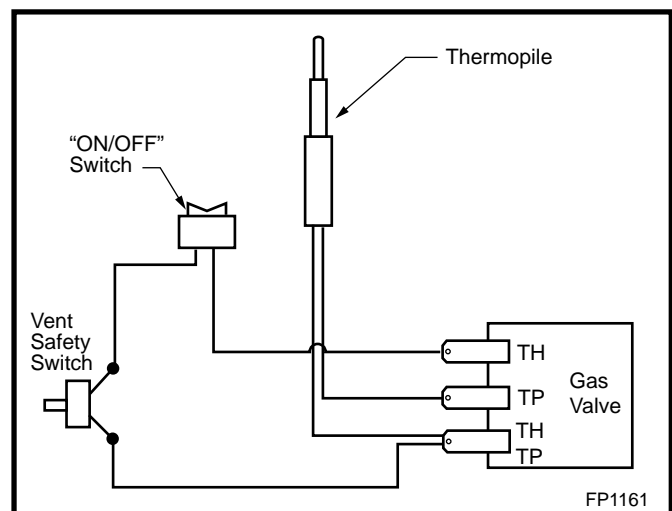 Thermopile
“ON/OFF”
Switch
Vent
Safety
Switch
TH
TP
TH
TP
Gas
Valve
FP1161